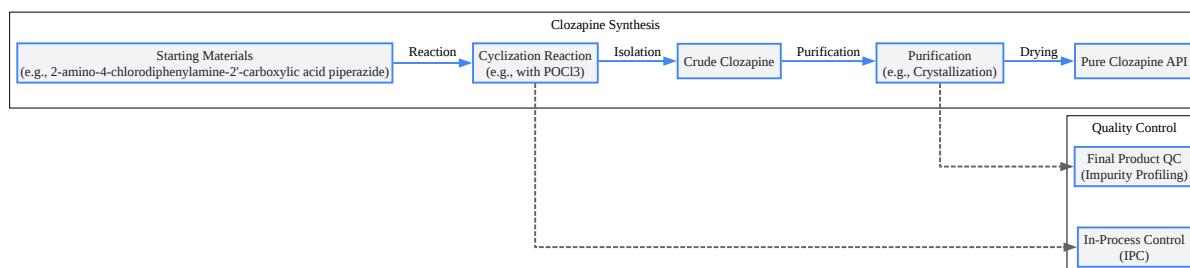 Clozapine Synthesis
Starting Materials
(e.g., 2-amino-4-chlorodiphenylamine-2'-carboxylic acid piperazide)
Reaction
Cyclization Reaction
(e.g., with POCl3)
Isolation
Crude Clozapine
Purification
Purification
(e.g., Crystallization)
Drying
Pure Clozapine API
Quality Control
Final Product QC
(Impurity Profiling)
In-Process Control
(IPC)